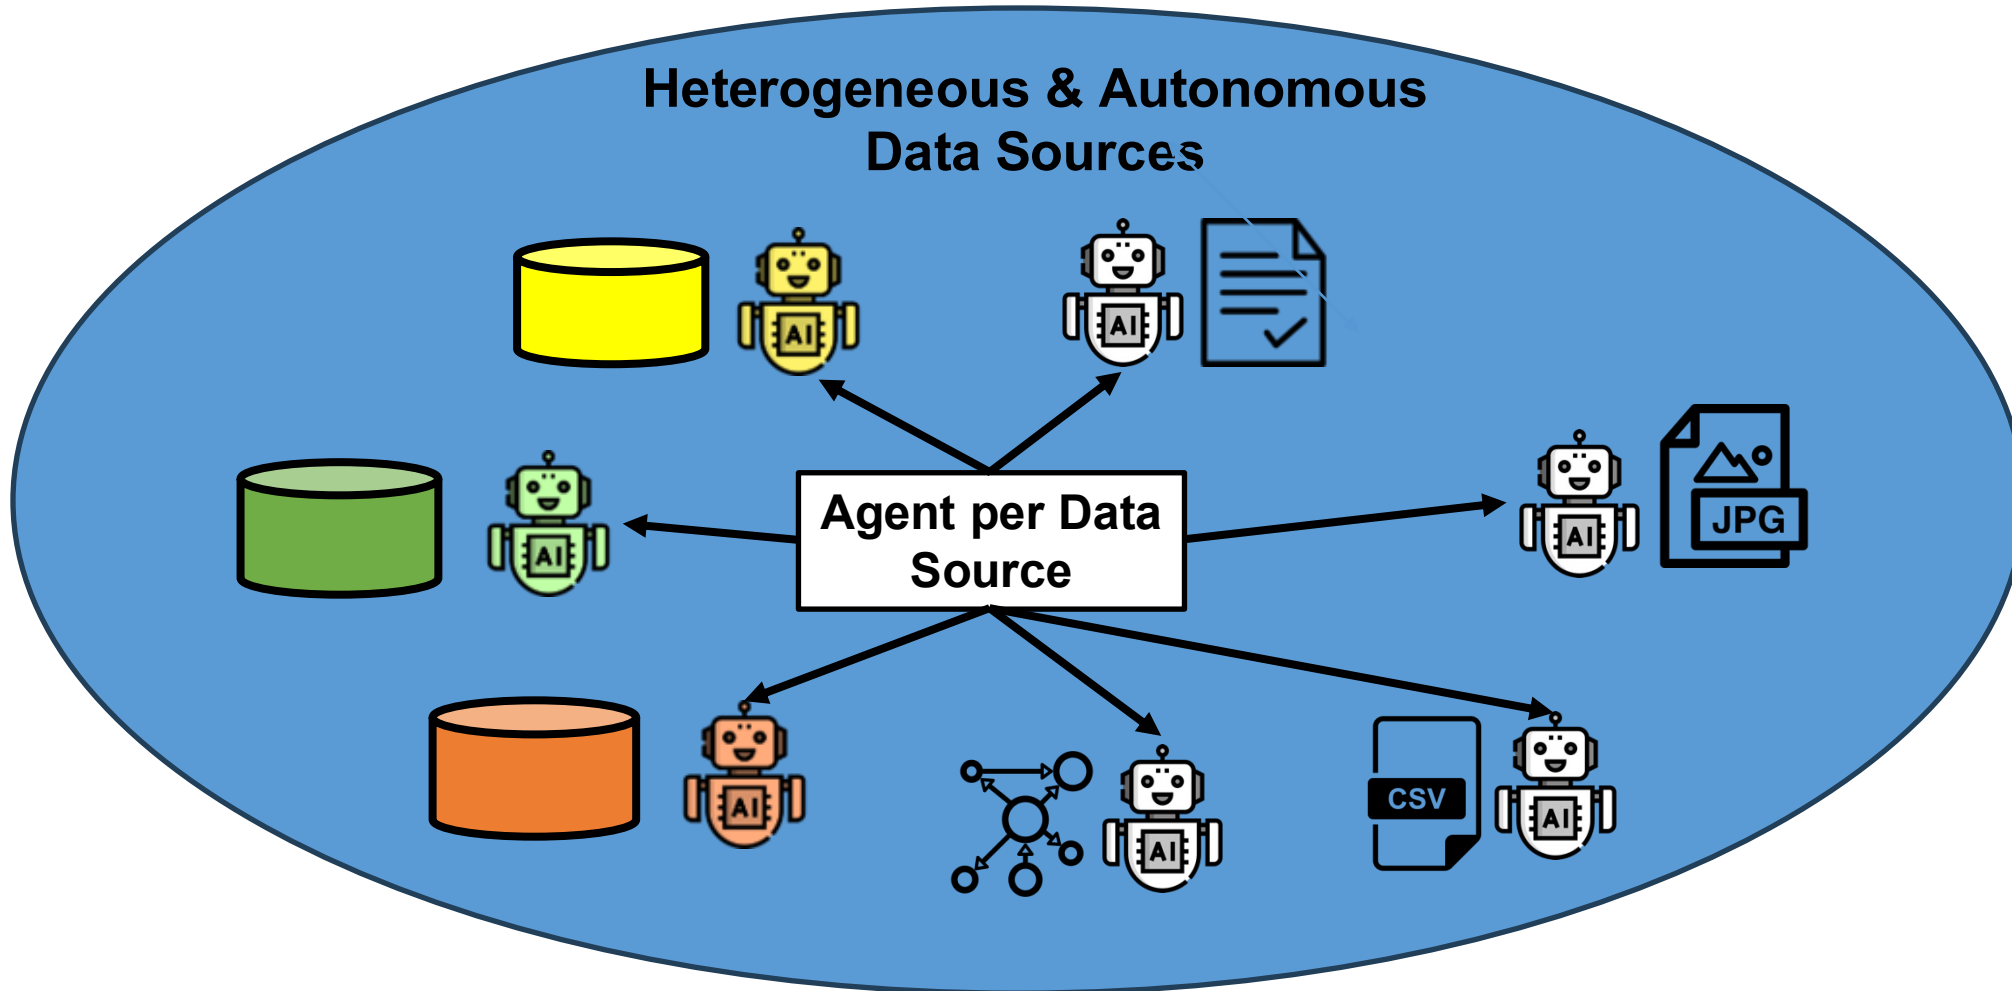 Heterogeneous & Autonomous
Data Sources
AI
AI
AI
Agent per Data
Source
AI
JPG
AI
AI
CSV
AI